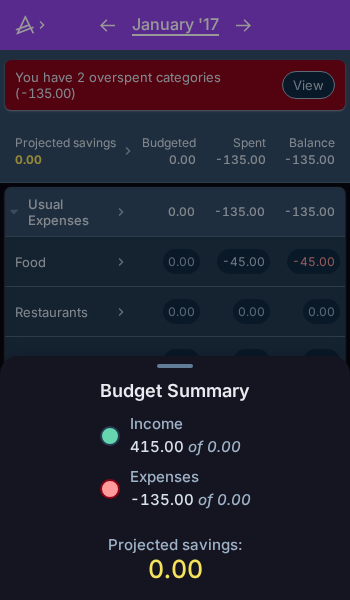 January '17
You have 2 overspent categories
(-135.00)
View
Projected savings
0.00
Budgeted
0.00
Spent
-135.00
Balance
-135.00
Usual
Expenses
0.00
-135.00
-135.00
Food
0.00
-45.00
-45.00
Restaurants
0.00
0.00
0.00
Budget Summary
Income
415.00 of 0.00
Expenses
-135.00 of 0.00
Projected savings:
0.00